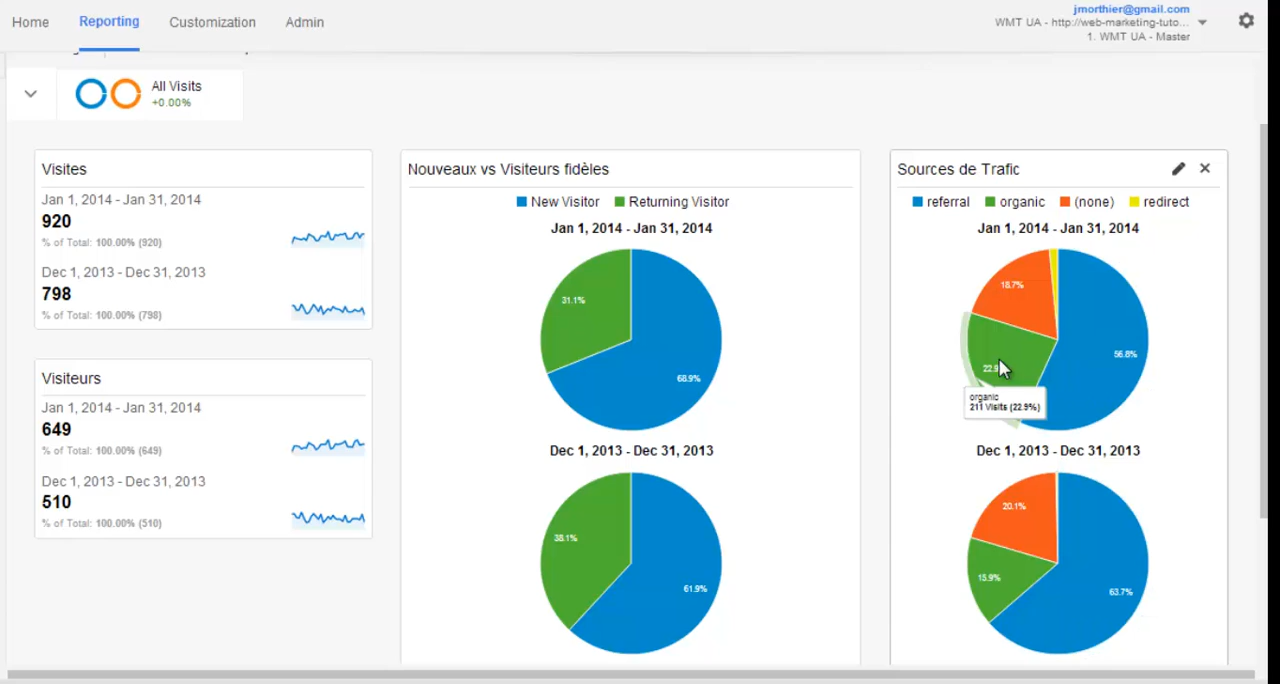 Home Reporting Customization Admin
jmorthier@gmail.com
WMT UA - http://web-marketing-tuto...
1. WMT UA - Master
All Visits
+0.00%
Visites
Jan 1, 2014 - Jan 31, 2014
920
% of Total: 100.00% (920)
Dec 1, 2013 - Dec 31, 2013
798
% of Total: 100.00% (798)
Visiteurs
Jan 1, 2014 - Jan 31, 2014
649
% of Total: 100.00% (649)
Dec 1, 2013 - Dec 31, 2013
510
% of Total: 100.00% (510)
Nouveaux vs Visiteurs fidèles
New Visitor Returning Visitor
Jan 1, 2014 - Jan 31, 2014
31.1%
68.9%
Dec 1, 2013 - Dec 31, 2013
38.1%
61.9%
Sources de Trafic
referral organic (none) redirect
Jan 1, 2014 - Jan 31, 2014
18.7%
56.8%
organic
211 Visits (22.9%)
Dec 1, 2013 - Dec 31, 2013
20.1%
15.9%
63.7%